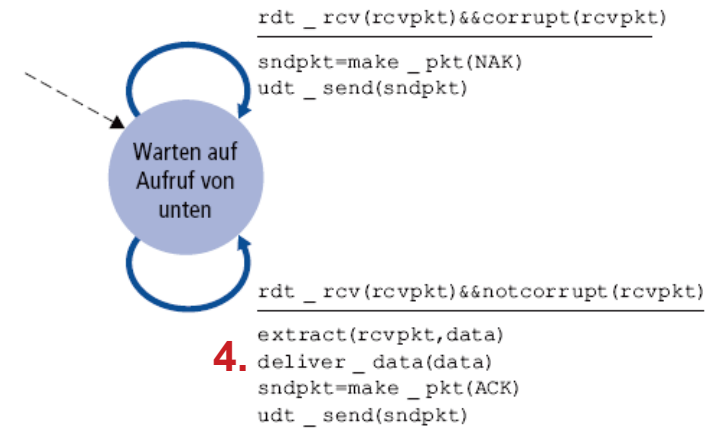 rdt _ rcv(rcvpkt)&&corrupt(rcvpkt)
sndpkt=make _ pkt(NAK)
udt _ send(sndpkt)
Warten auf
Aufruf von
unten
rdt _ rcv(rcvpkt)&&notcorrupt(rcvpkt)
extract(rcvpkt,data)
4. deliver _ data(data)
sndpkt=make _ pkt(ACK)
udt _ send(sndpkt)